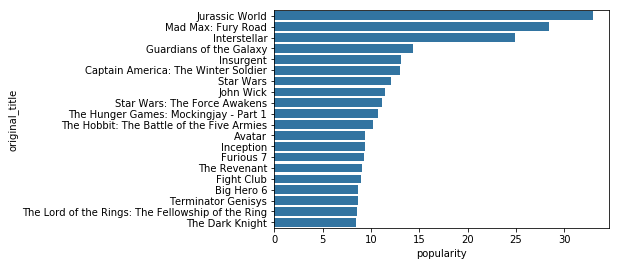 Jurassic World
Mad Max: Fury Road
Interstellar
Guardians of the Galaxy
Insurgent
Captain America: The Winter Soldier
Star Wars
John Wick
Star Wars: The Force Awakens
The Hunger Games: Mockingjay - Part 1
The Hobbit: The Battle of the Five Armies
Avatar
Inception
Furious 7
The Revenant
Fight Club
Big Hero 6
Terminator Genisys
The Lord of the Rings: The Fellowship of the Ring
The Dark Knight
original_title
0 5 10 15 20 25 30
popularity